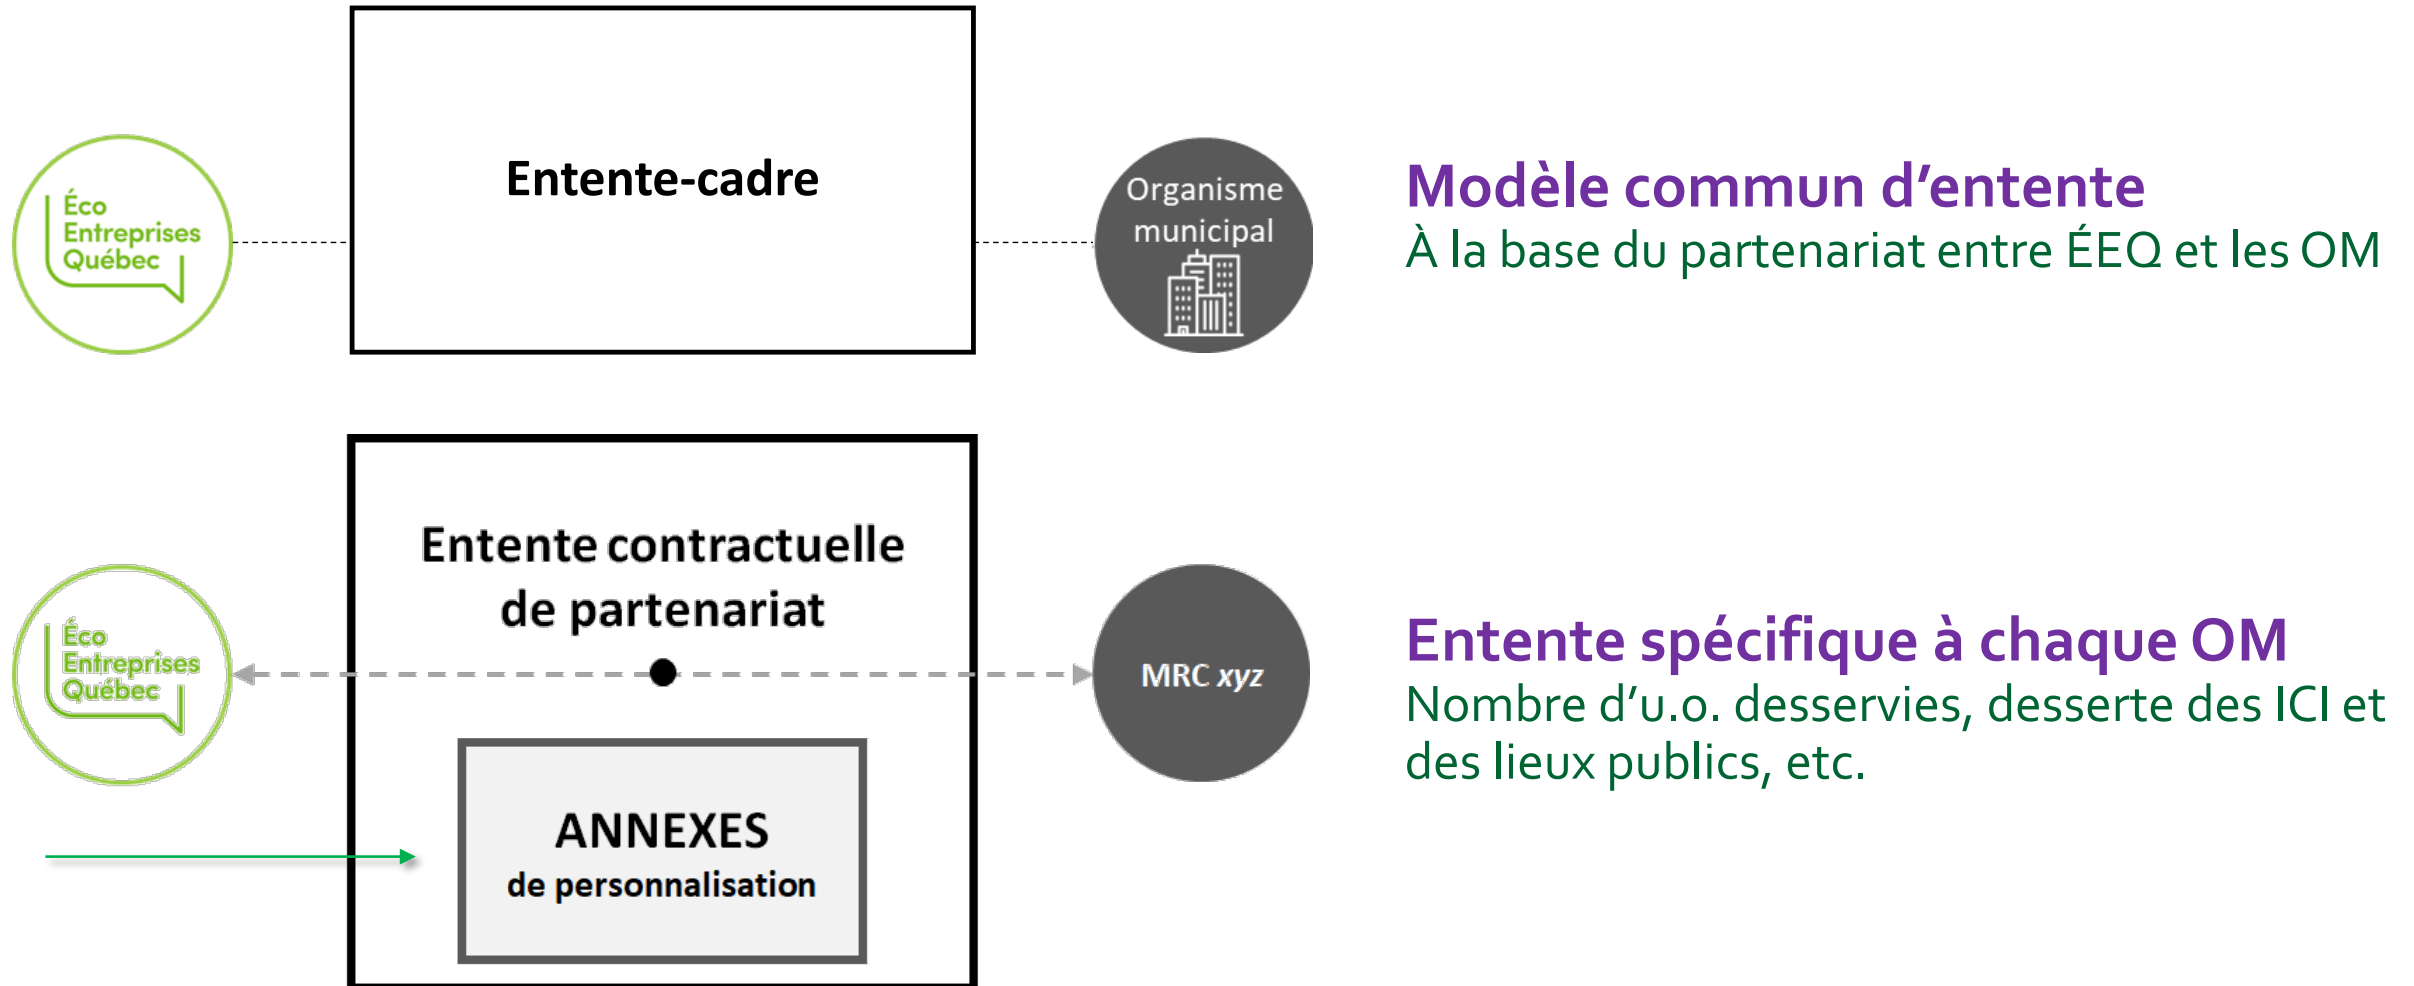 Entente-cadre
Éco
Entreprises
Québec
Organisme
municipal
Modèle commun d’entente
À la base du partenariat entre ÉEQ et les OM
Entente contractuelle
de partenariat
Éco
Entreprises
Québec
MRC xyz
ANNEXES
de personnalisation
Entente spécifique à chaque OM
Nombre d’u.o. desservies, desserte des ICI et
des lieux publics, etc.